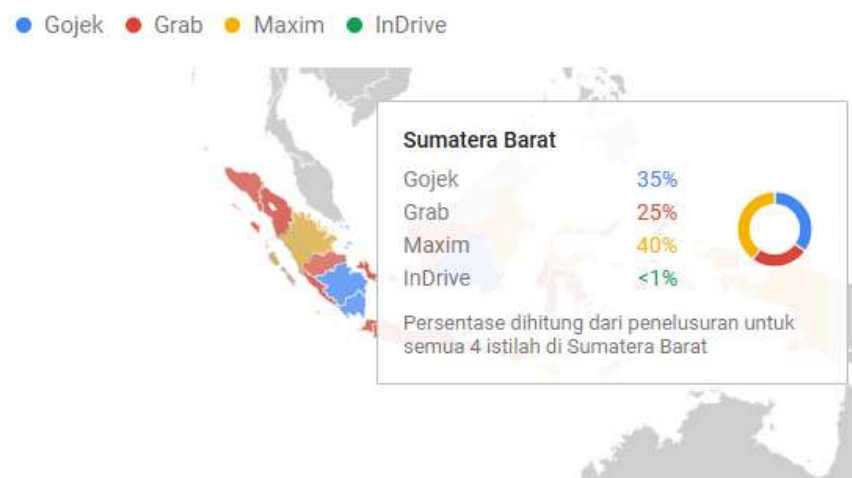 Gojek Grab Maxim InDrive
Sumatera Barat
Gojek 35%
Grab 25%
Maxim 40%
InDrive <1%
Persentase dihitung dari penelusuran untuk
semua 4 istilah di Sumatera Barat